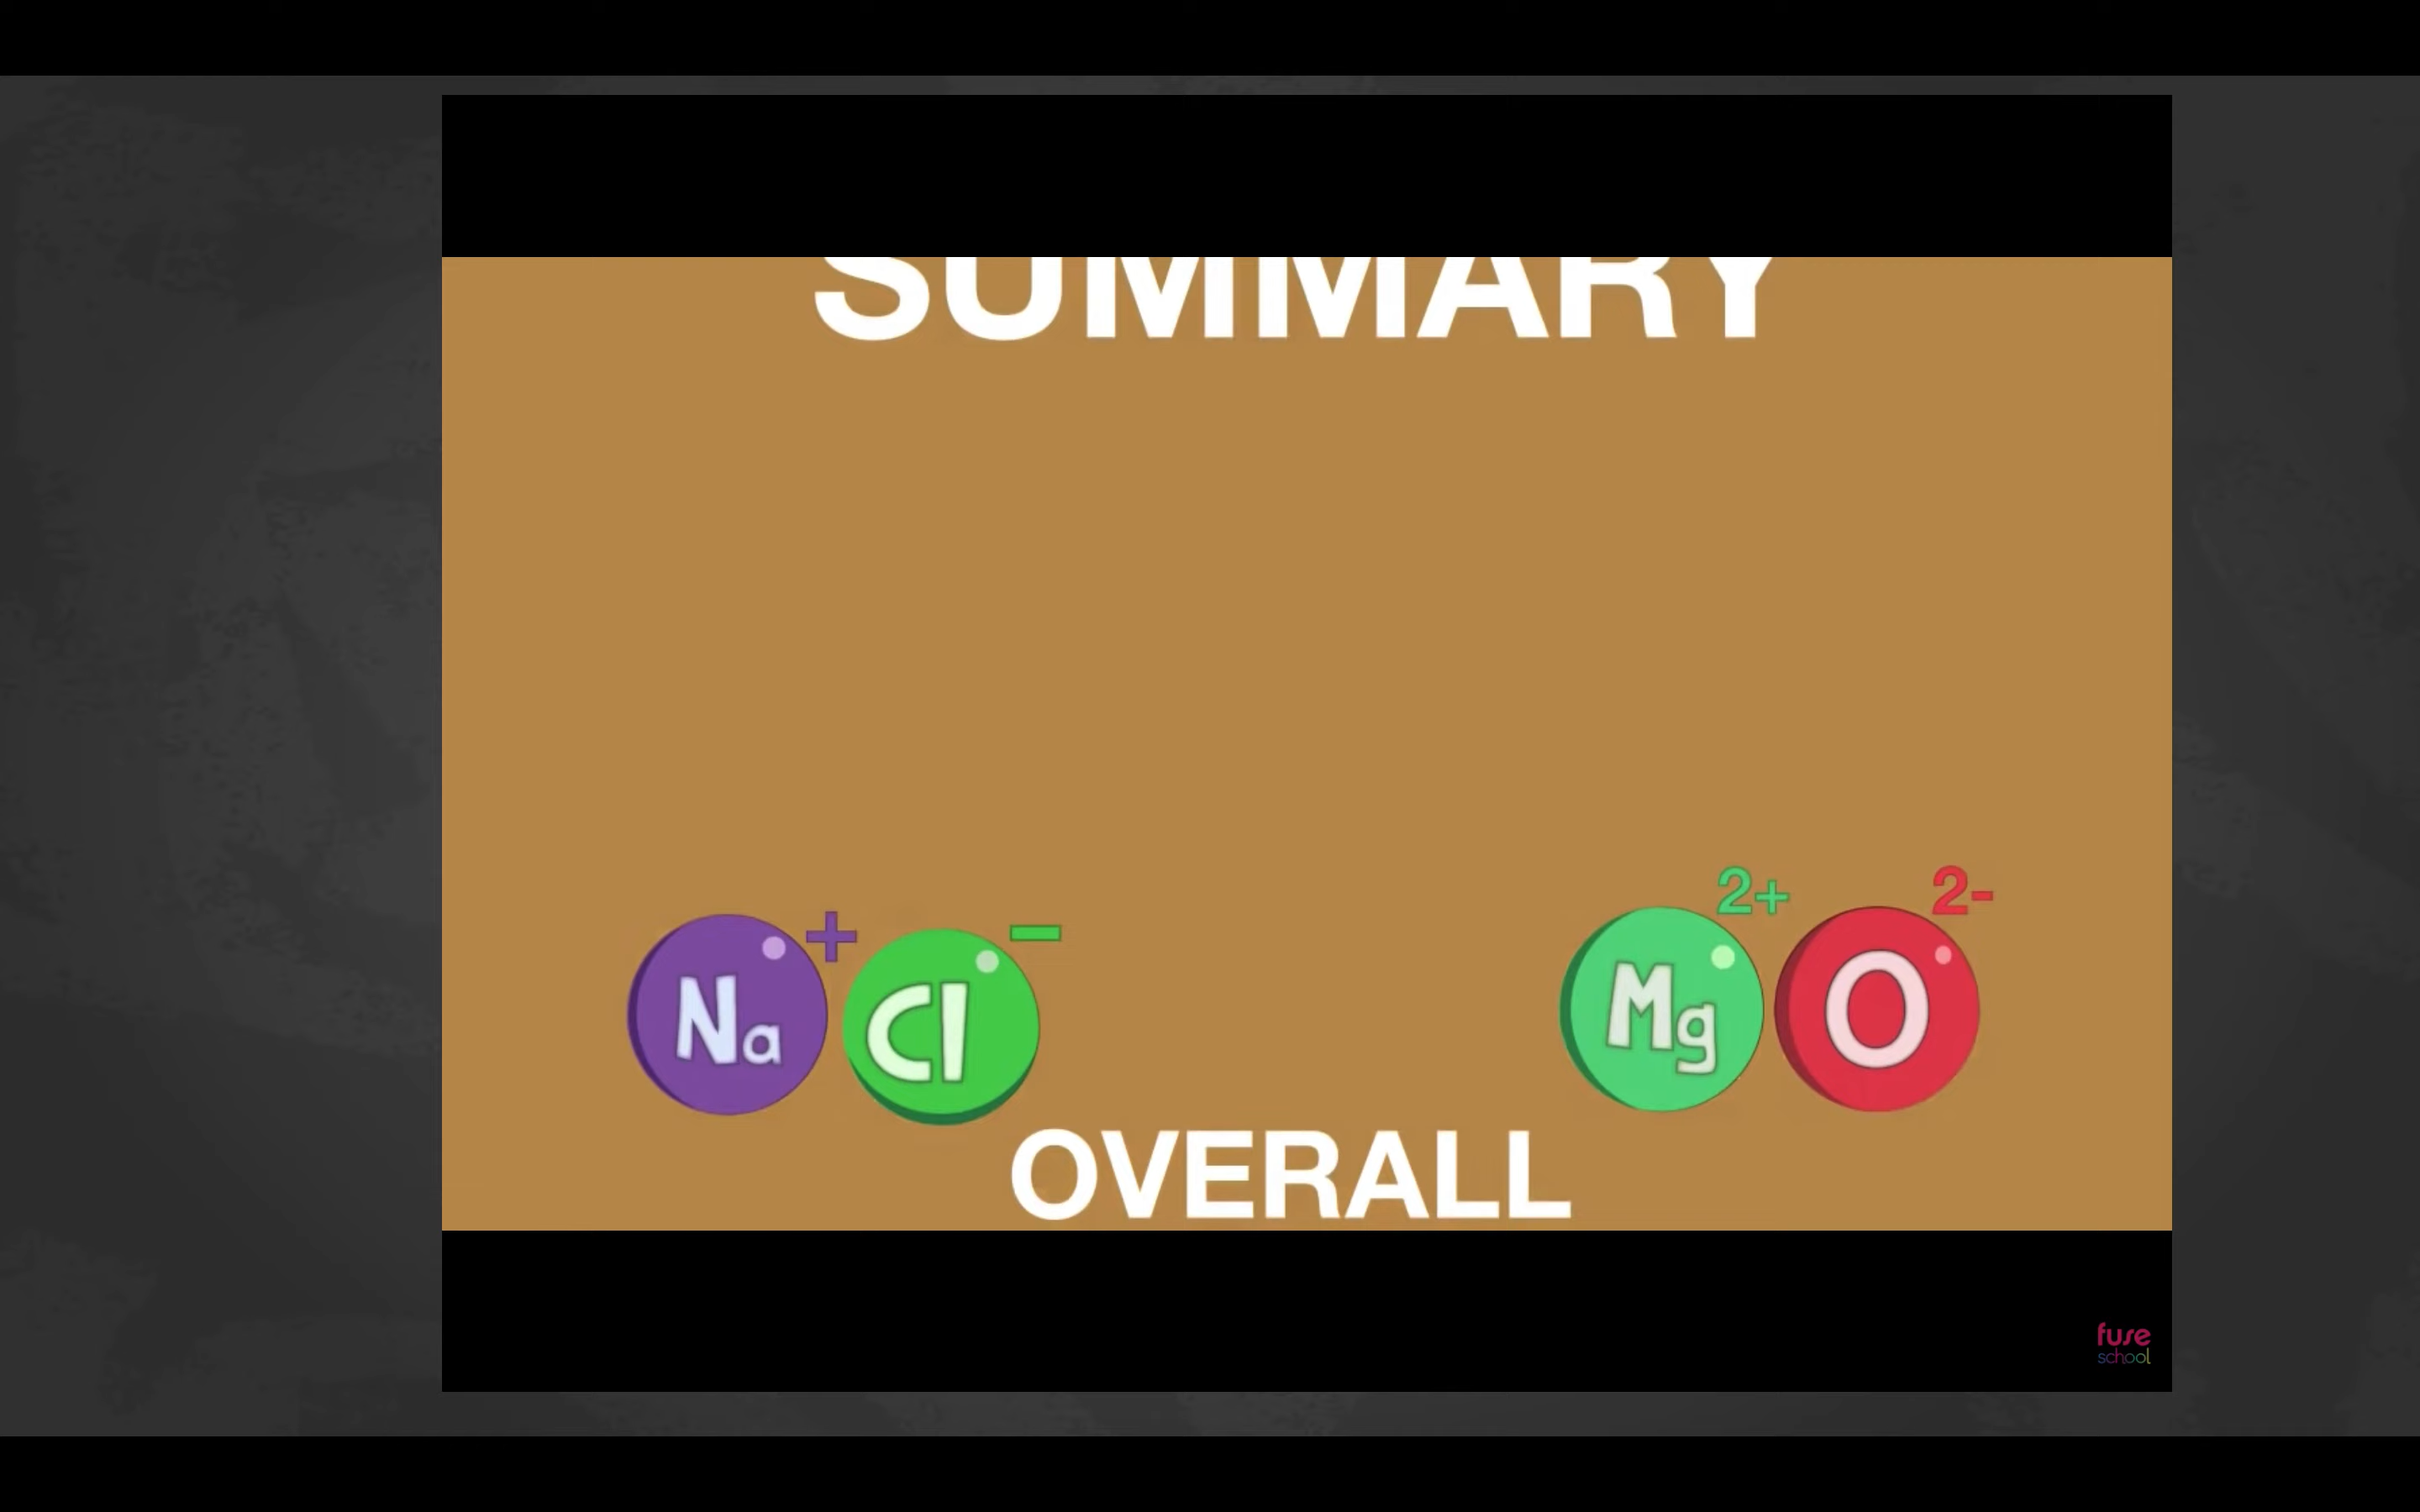 SUMMARY
Na + Cl − Mg 2+ O 2-
OVERALL
fuse
school